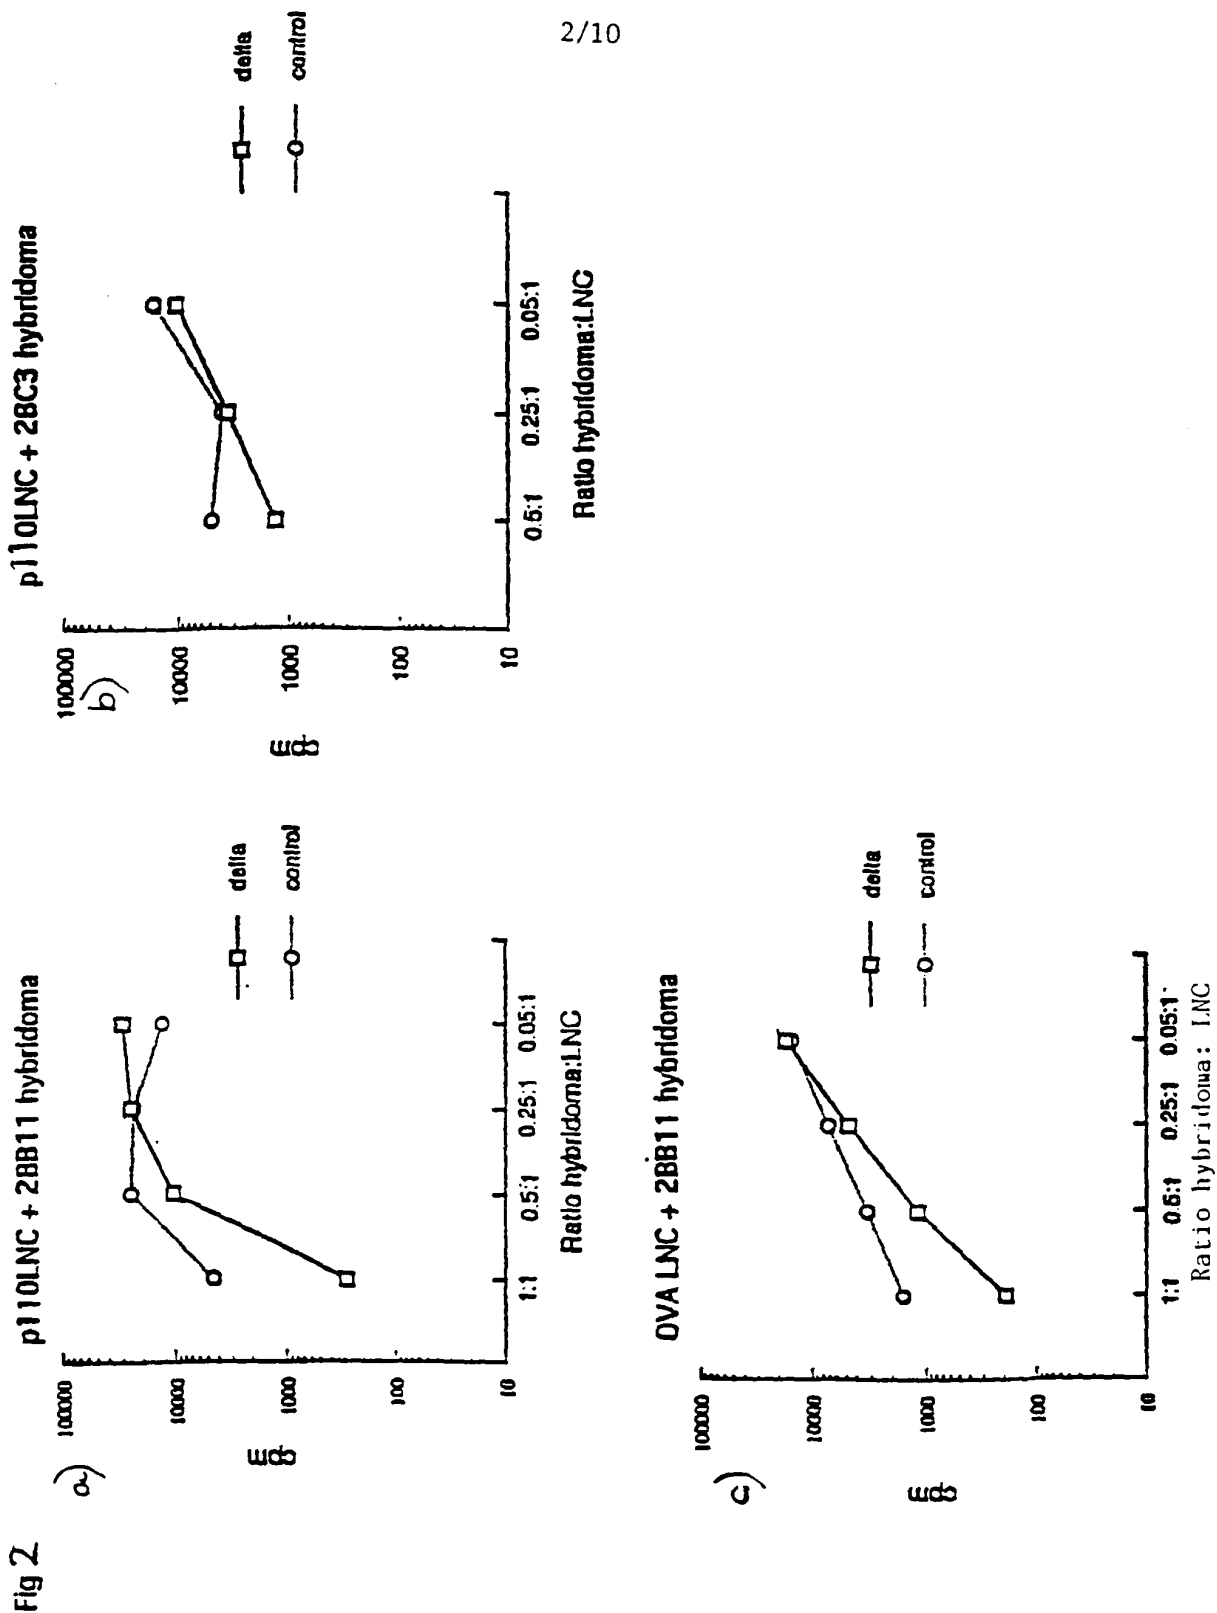 2/10
Fig 2
a)
p110LNC + 2BB11 hybridoma
100000
10000
1000
100
10
cpm
1:1
0.5:1
0.25:1
0.05:1
Ratio hybridoma:LNC
delta
control
b)
p110LNC + 2BC3 hybridoma
100000
10000
1000
100
10
cpm
0.5:1
0.25:1
0.05:1
Ratio hybridoma:LNC
delta
control
c)
OVA LNC + 2BB11 hybridoma
100000
10000
1000
100
10
cpm
1:1
0.5:1
0.25:1
0.05:1
Ratio hybridoma: LNC
delta
control